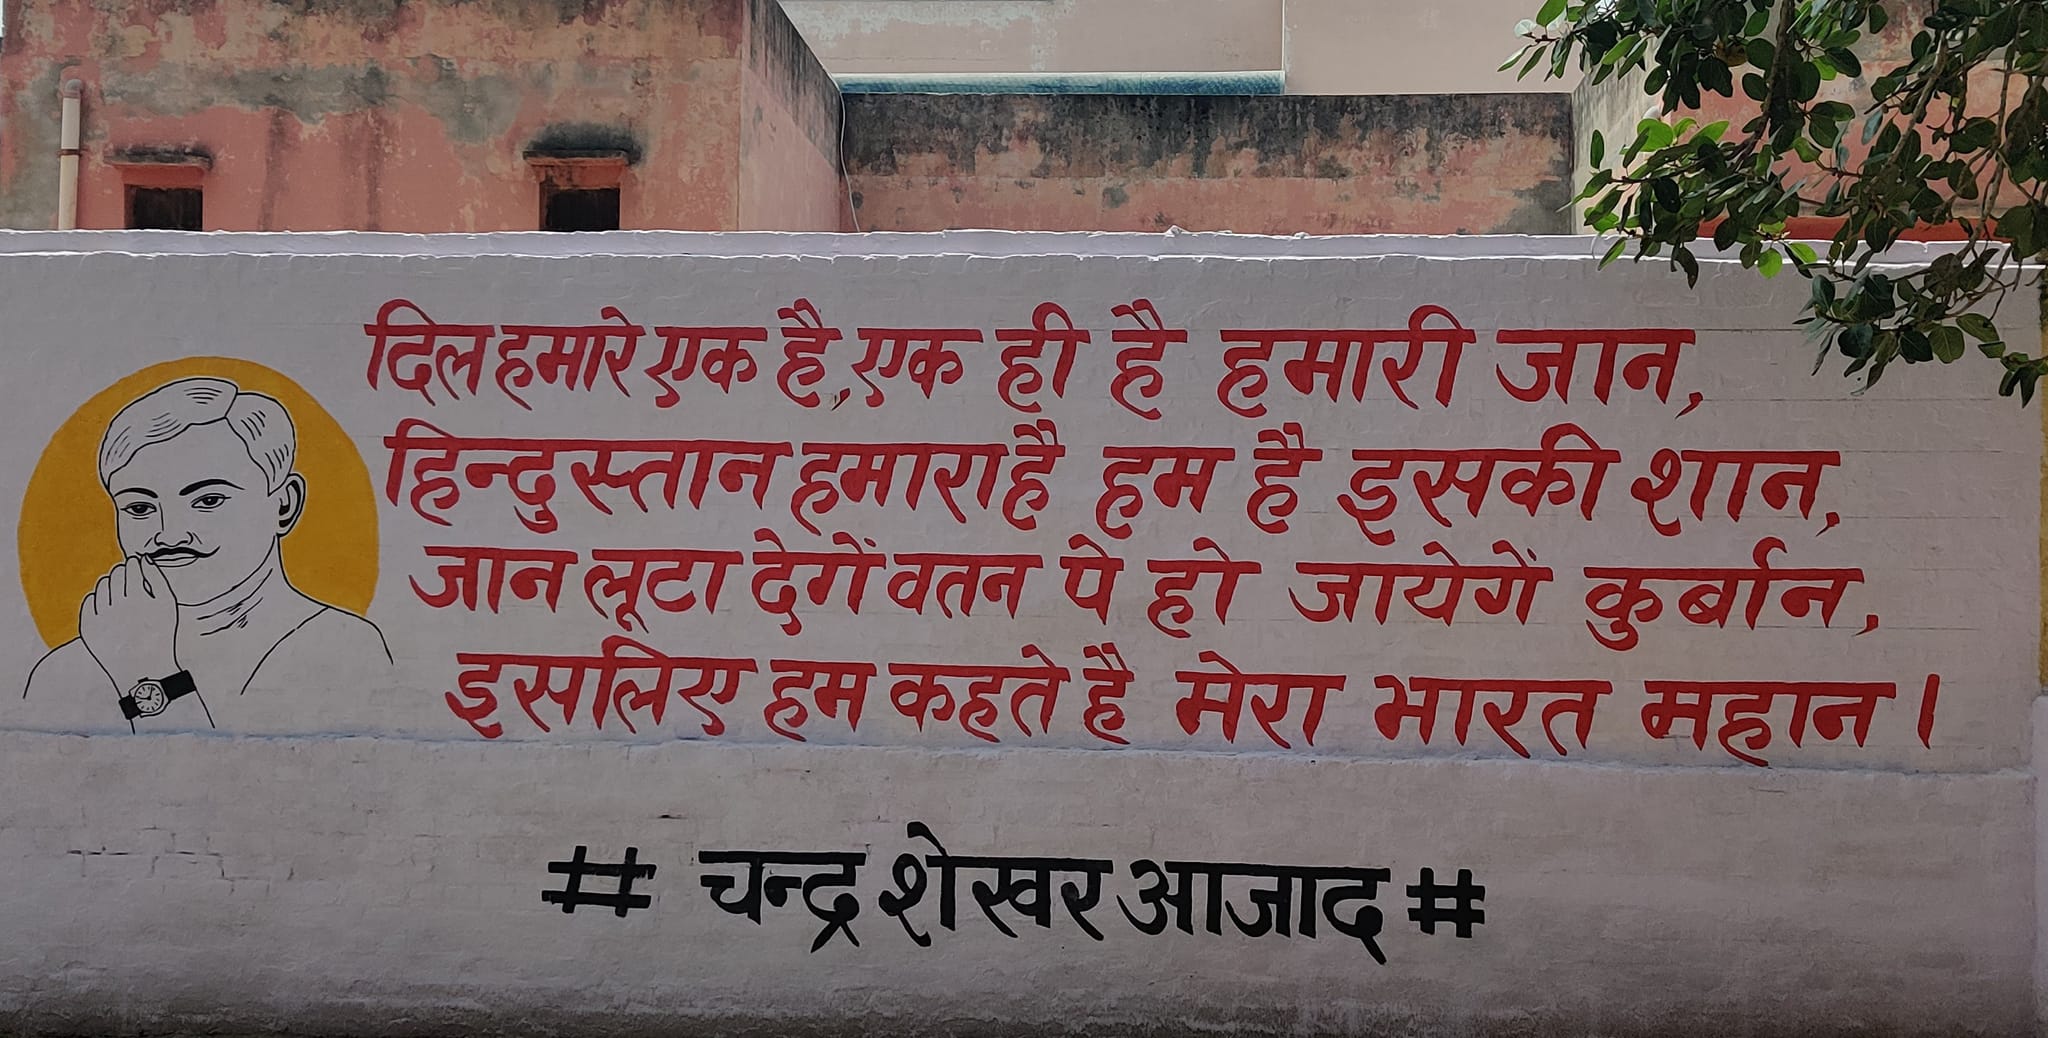 दिल हमारे एक है, एक ही है हमारी जान,
हिन्दुस्तान हमारा है हम है इसकी शान,
जान लूटा देगें वतन पे हो जायेगें कुर्बान,
इसलिए हम कहते है मेरा भारत महान।
# चन्द्र शेखर आजाद #